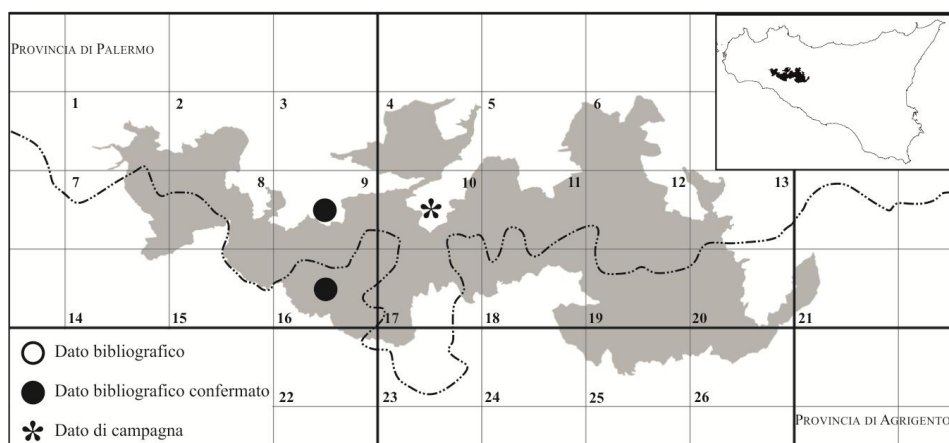 PROVINCIA DI PALERMO
1 2 3 4 5 6
7 8 9 10 11 12 13
14 15 16 17 18 19 20 21
Dato bibliografico
Dato bibliografico confermato
22 23 24 25 26
Dato di campagna
PROVINCIA DI AGRIGENTO